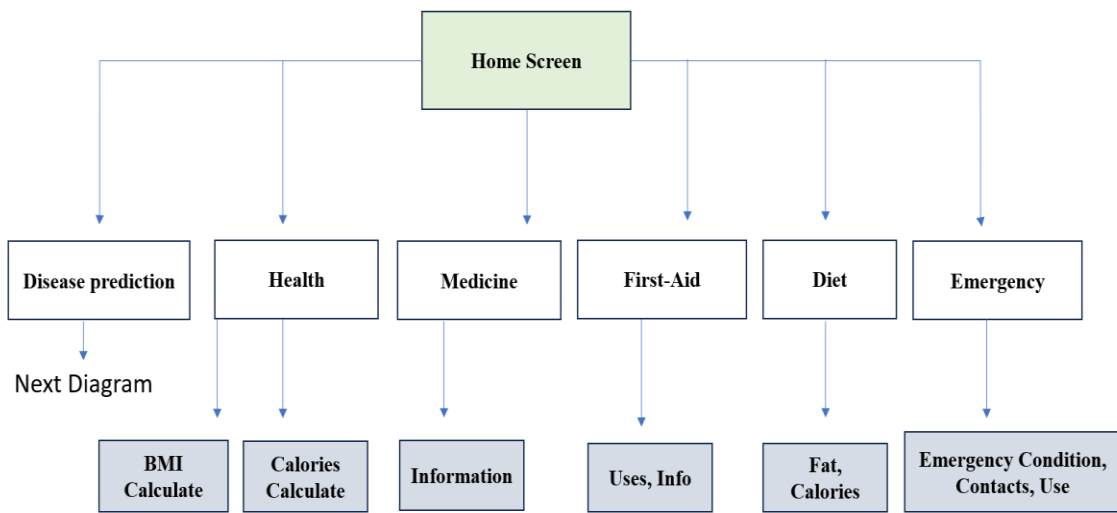 Home Screen
Disease prediction
Health
Medicine
First-Aid
Diet
Emergency
Next Diagram
BMI
Calculate
Calories
Calculate
Information
Uses, Info
Fat,
Calories
Emergency Condition,
Contacts, Use